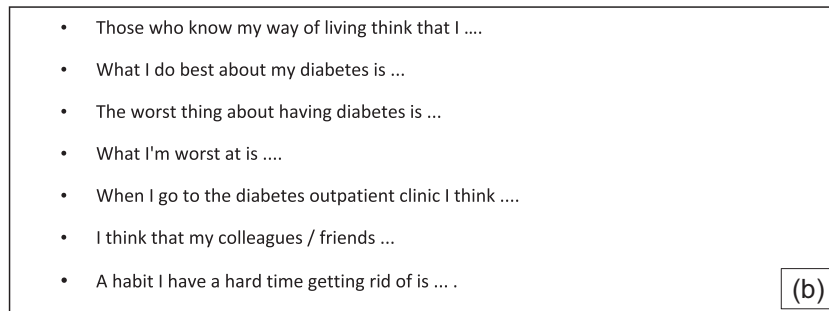 • Those who know my way of living think that I ....
• What I do best about my diabetes is ...
• The worst thing about having diabetes is ...
• What I'm worst at is ....
• When I go to the diabetes outpatient clinic I think ....
• I think that my colleagues / friends ...
• A habit I have a hard time getting rid of is ... .
(b)